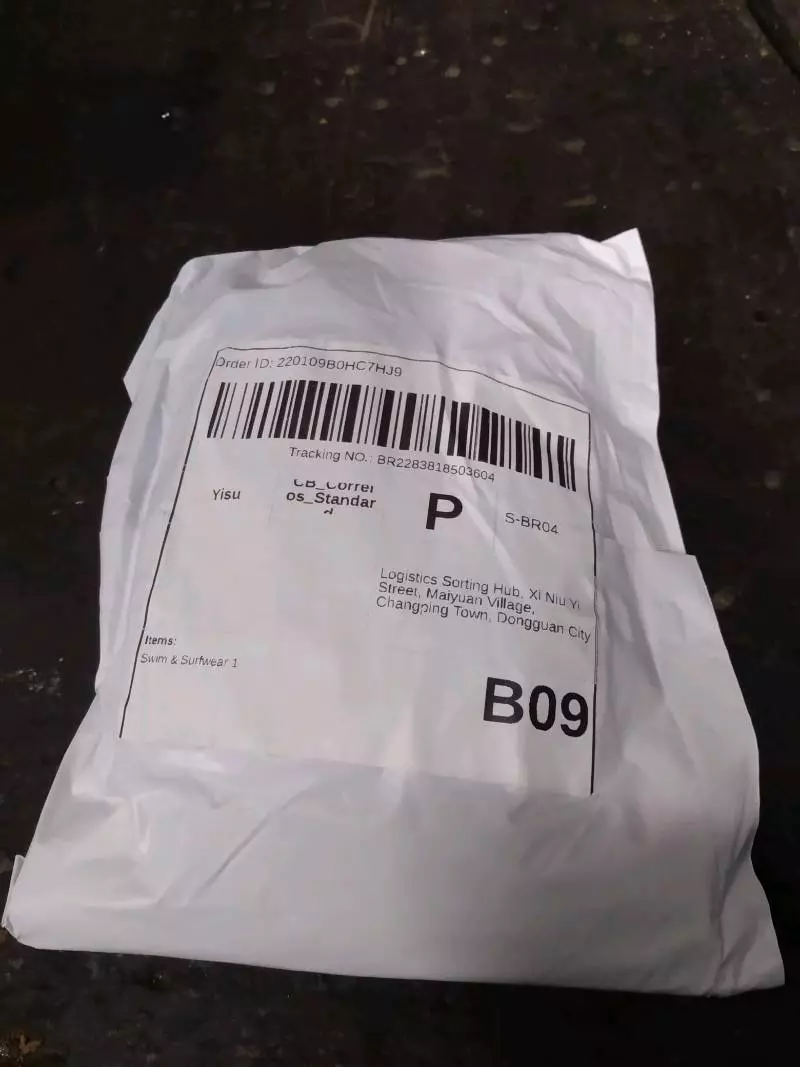 Order ID: 220109B0HC7HJ9
Tracking NO.: BR2283818503604
Yisu
CB_Correi
os_Standar
d
P
S-BR04
Logistics Sorting Hub, Xi Niu Yi
Street, Maiyuan Village,
Changping Town, Dongguan City
Items:
Swim & Surfwear 1
B09